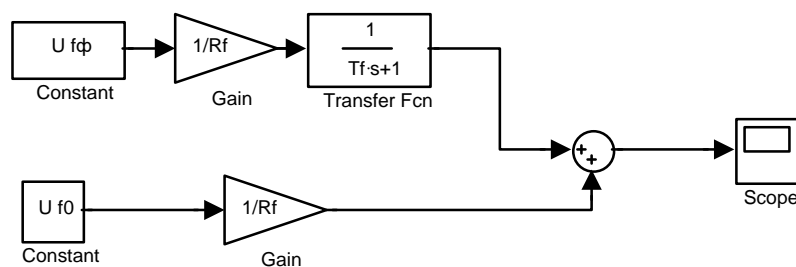 U fф
Constant
1/Rf
Gain
1
Tf·s+1
Transfer Fcn
+
+
Scope
U f0
Constant
1/Rf
Gain